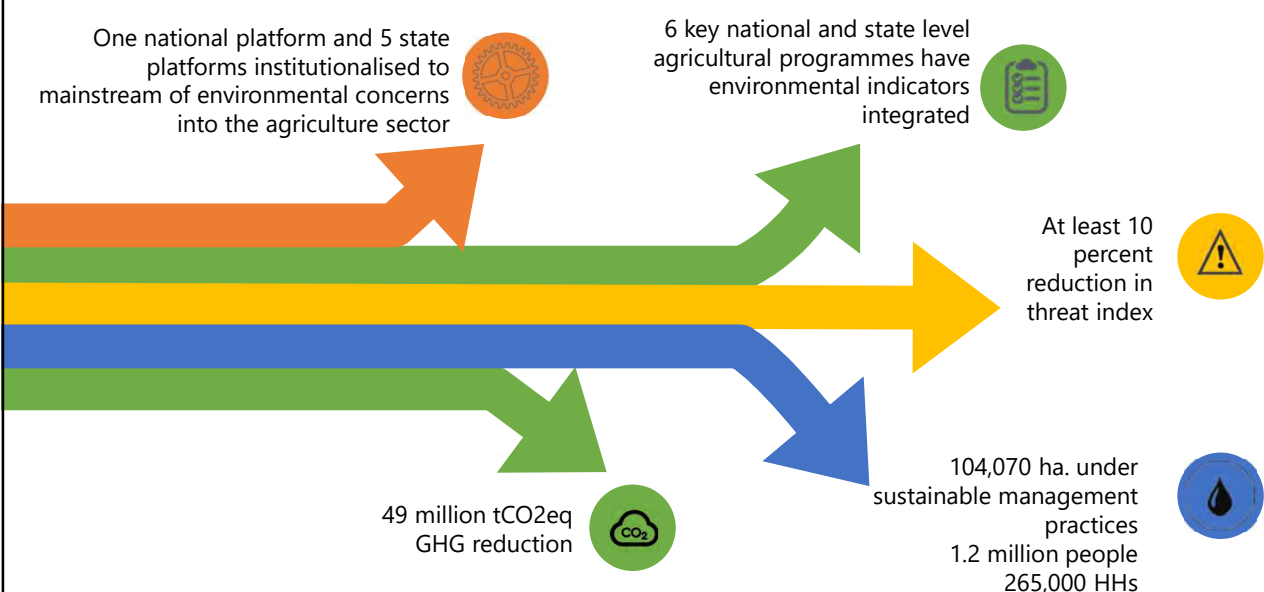 One national platform and 5 state
platforms institutionalised to
mainstream of environmental concerns
into the agriculture sector
6 key national and state level
agricultural programmes have
environmental indicators
integrated
At least 10
percent
reduction in
threat index
104,070 ha. under
sustainable management
practices
1.2 million people
265,000 HHs
49 million tCO2eq
GHG reduction
CO₂